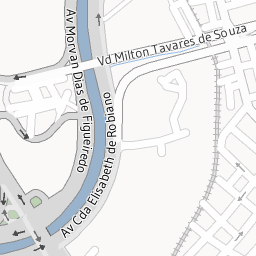 Vd Milton Tavares de Souza
Av Morvan Dias de Figueiredo
Av Cda Elisabeth de Robiano